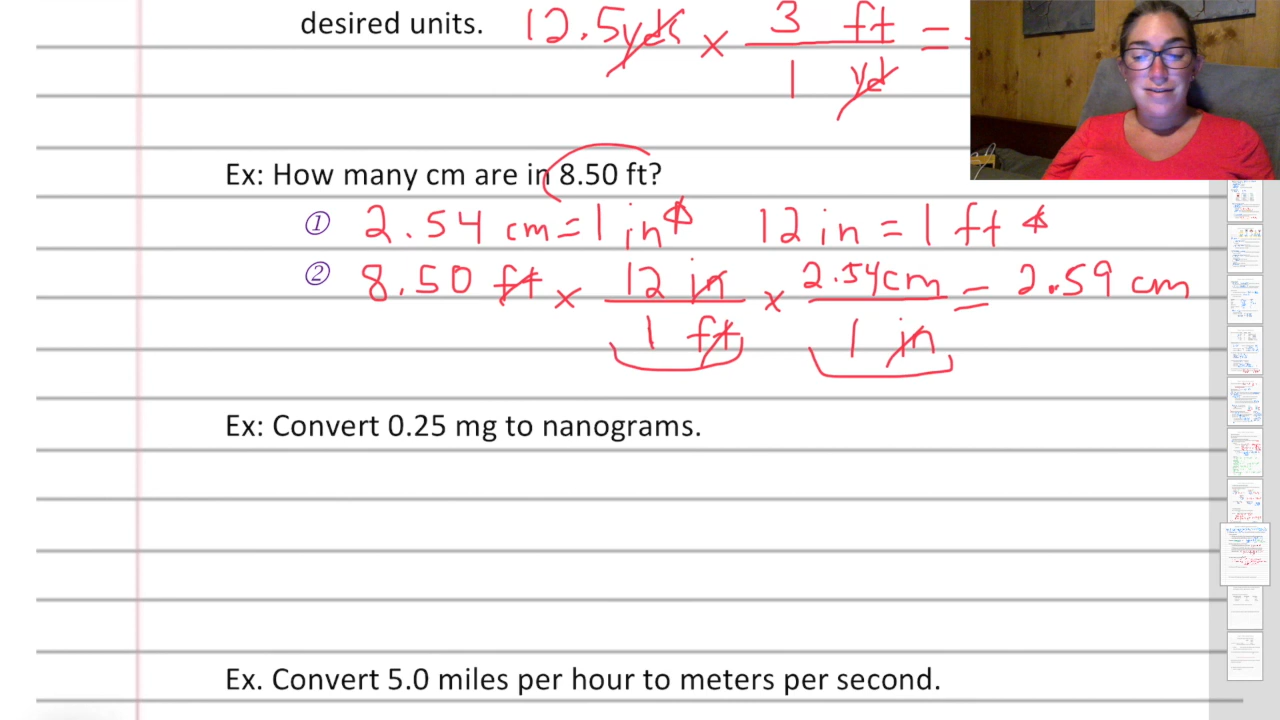 desired units. 12.5 yds × 3 ft =
1 yd
Ex: How many cm are in 8.50 ft?
① 2.54 cm = 1 in 12 in = 1 ft
② 8.50 ft × 12 in × 2.54 cm = 2.59 cm
1 ft 1 in
Ex: Convert 0.25 mg to nanograms.
Ex. Convert 5.0 miles per hour to meters per second.